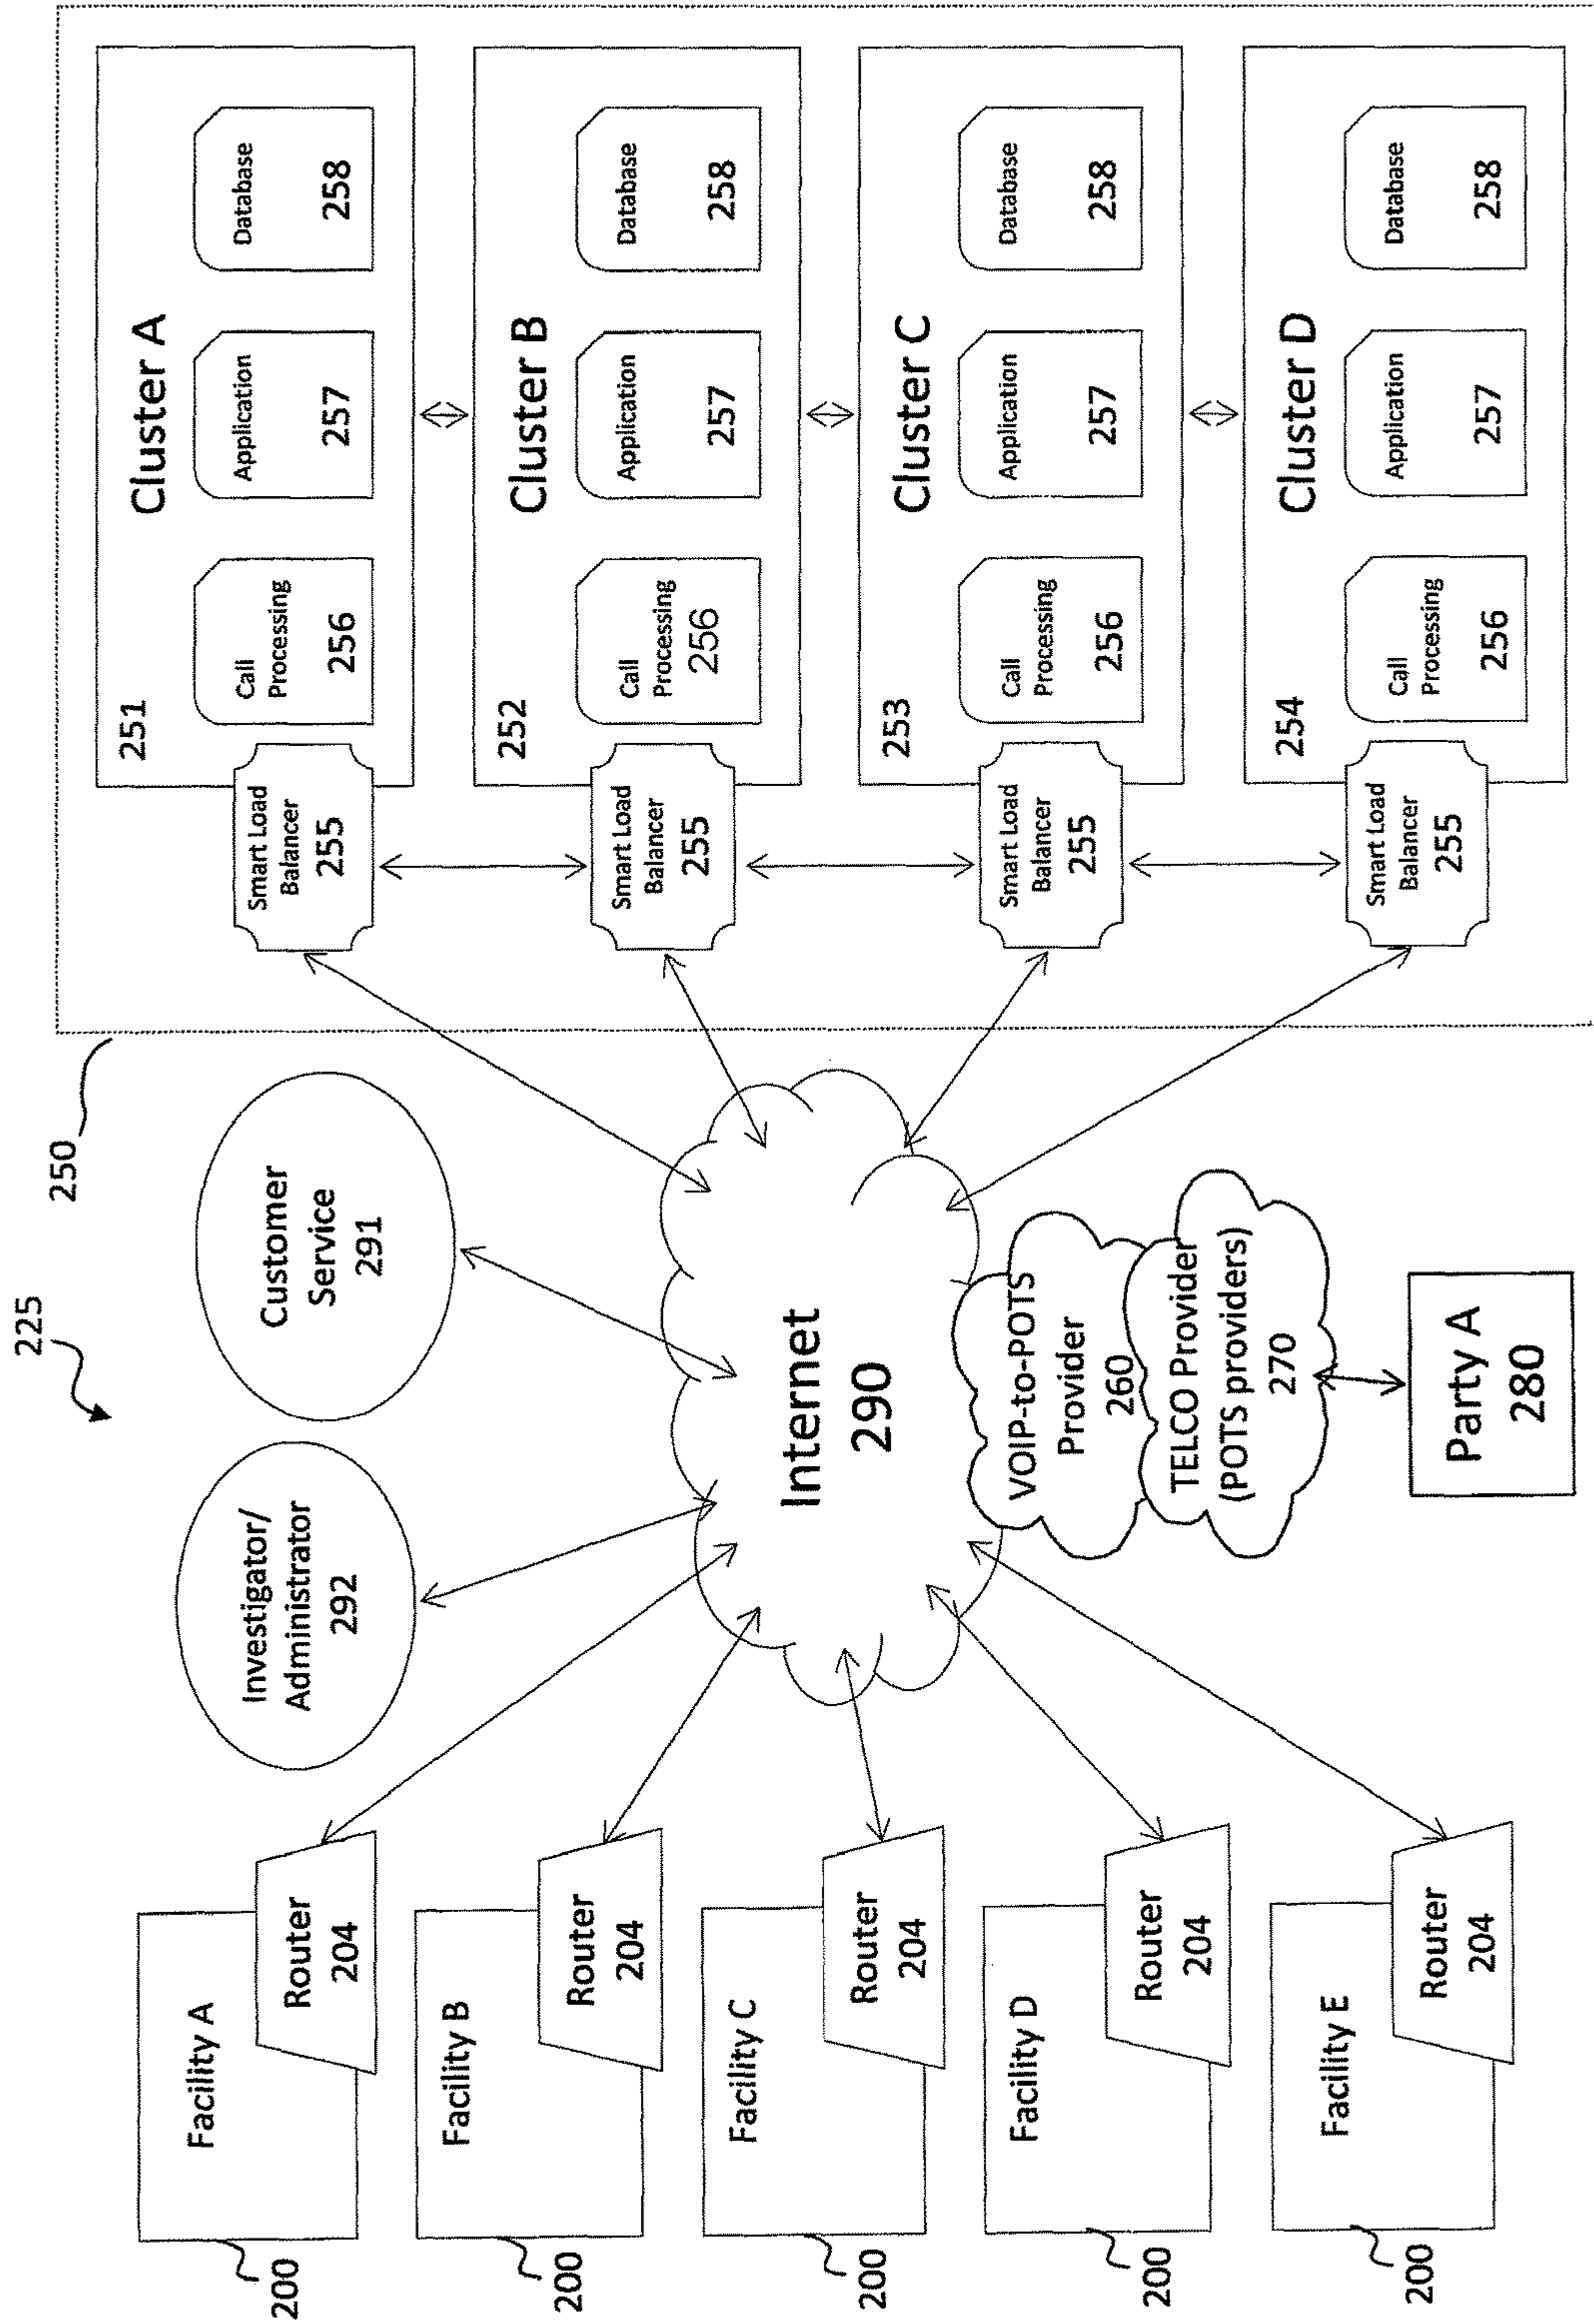 225
250
Facility A
Router
204
200
Facility B
Router
204
200
Facility C
Router
204
200
Facility D
Router
204
200
Facility E
Router
204
200
Investigator/
Administrator
292
Customer
Service
291
Internet
290
VOIP-to-POTS
Provider
260
TELCO Provider
(POTS providers)
270
Party A
280
Smart Load
Balancer
255
251
Cluster A
Call
Processing
256
Application
257
Database
258
Smart Load
Balancer
255
252
Cluster B
Call
Processing
256
Application
257
Database
258
Smart Load
Balancer
255
253
Cluster C
Call
Processing
256
Application
257
Database
258
Smart Load
Balancer
255
254
Cluster D
Call
Processing
256
Application
257
Database
258